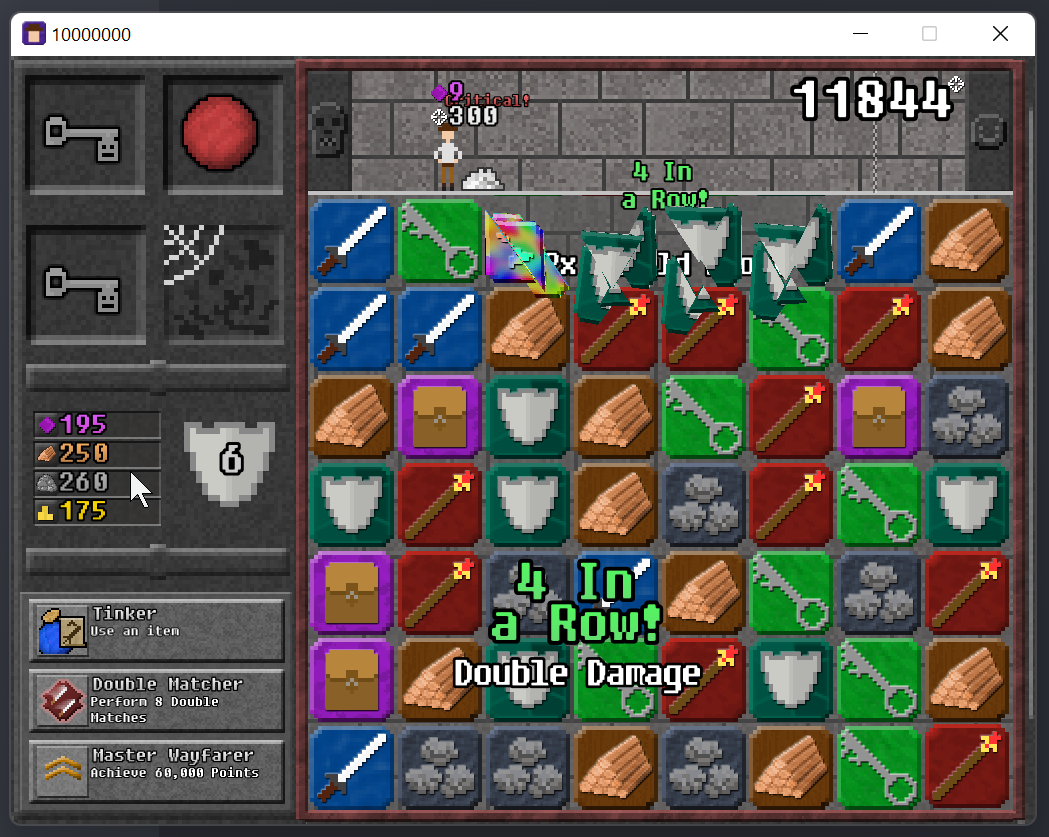 10000000
9
Critical!
300
11844
4 In
a Row!
195
250
260
175
6
4 In
a Row!
Double Damage
Tinker
Use an item
Double Matcher
Perform 8 Double
Matches
Master Wayfarer
Achieve 60,000 Points